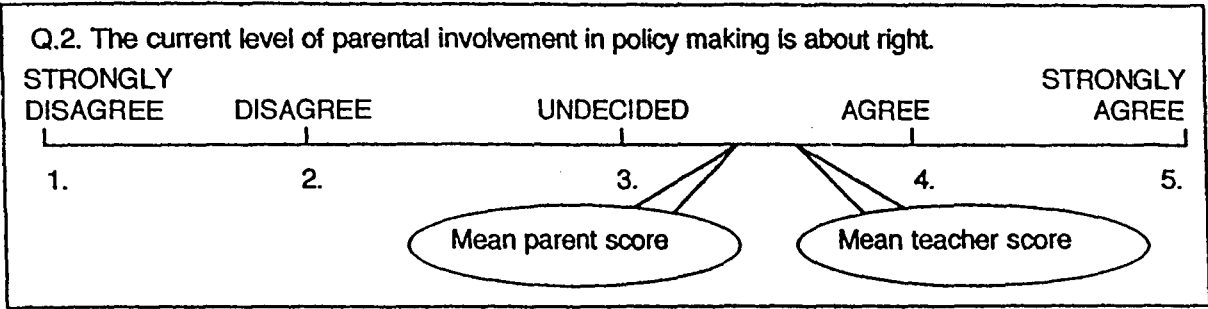 Q.2. The current level of parental involvement in policy making is about right.
STRONGLY DISAGREE
DISAGREE
UNDECIDED
AGREE
STRONGLY AGREE
1. 2. 3. 4. 5.
Mean parent score
Mean teacher score